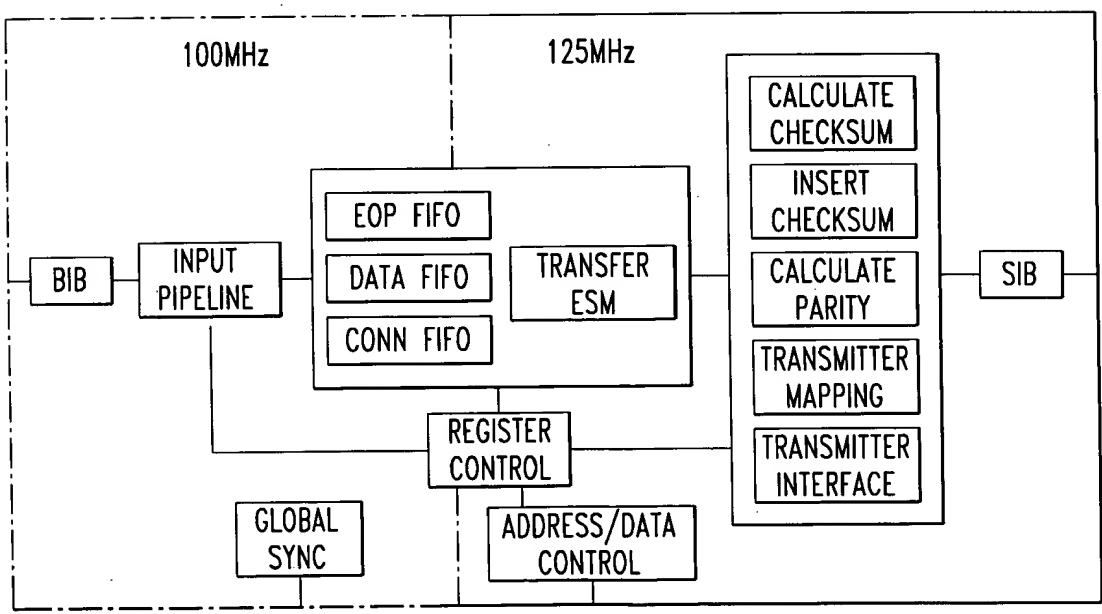 100MHz
125MHz
BIB
INPUT
PIPELINE
EOP FIFO
DATA FIFO
CONN FIFO
TRANSFER
ESM
CALCULATE
CHECKSUM
INSERT
CHECKSUM
CALCULATE
PARITY
TRANSMITTER
MAPPING
TRANSMITTER
INTERFACE
SIB
REGISTER
CONTROL
GLOBAL
SYNC
ADDRESS/DATA
CONTROL